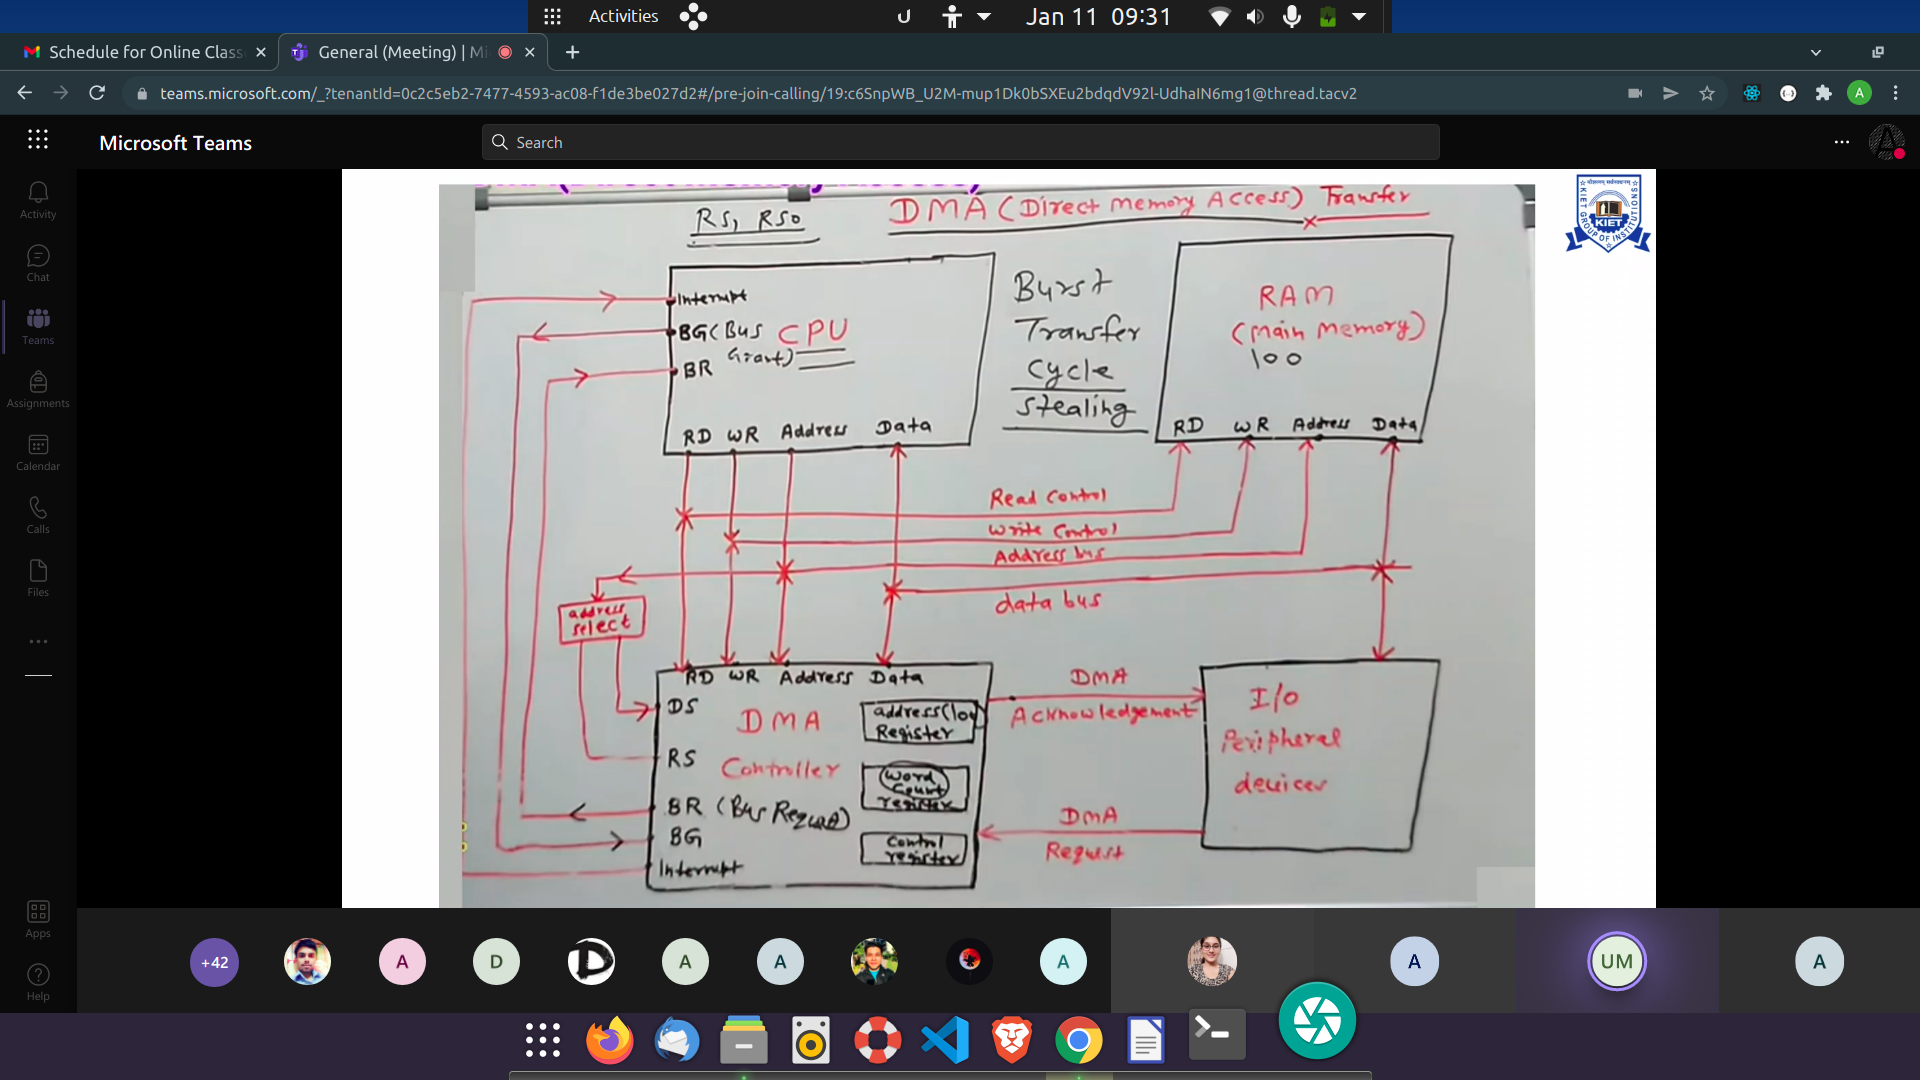 Activities
Jan 11 09:31
Schedule for Online Class
General (Meeting) | Mi
teams.microsoft.com/_?tenantId=0c2c5eb2-7477-4593-ac08-f1de3be027d2#/pre-join-calling/19:c6SnpWB_U2M-mup1Dk0bSXEu2bdqdV92l-UdhaIN6mg1@thread.tacv2
A
Microsoft Teams
Search
Activity
Chat
Teams
Assignments
Calendar
Calls
Files
Apps
Help
RS1 RS0
DMA (Direct Memory Access) Transfer
KIET
KIET GROUP OF INSTITUTIONS
Interrupt
BG (Bus Grant)
CPU
BR
RD WR Address Data
Burst
Transfer
Cycle
Stealing
RAM
(Main Memory)
100
RD WR Address Data
Read Control
Write Control
Address bus
data bus
address
select
RD WR Address Data
DS
DMA
Controller
RS
BR (Bus Request)
BG
Interrupt
address (100
Register
Word
Count
register
Control
register
DMA
Acknowledgement
DMA
Request
I/O
Peripheral
devices
+42
A
D
D
A
A
A
A
UM
A